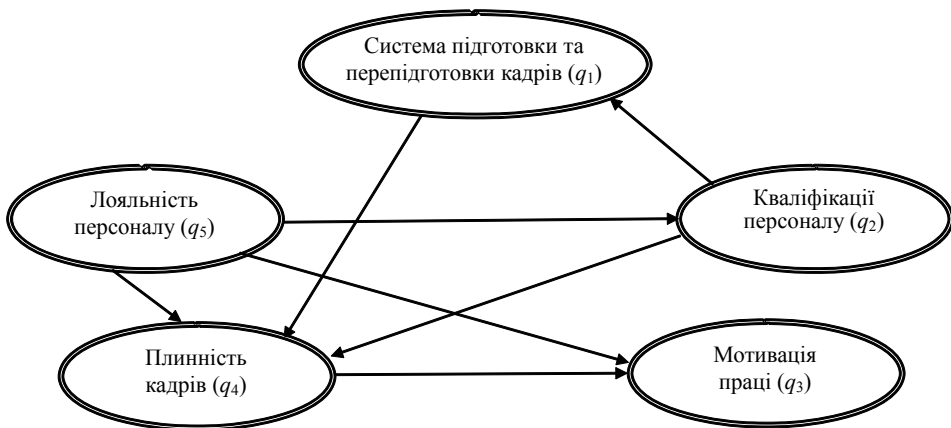 Система підготовки та
перепідготовки кадрів (q1)
Лояльність
персоналу (q5)
Кваліфікації
персоналу (q2)
Плинність
кадрів (q4)
Мотивація
праці (q3)